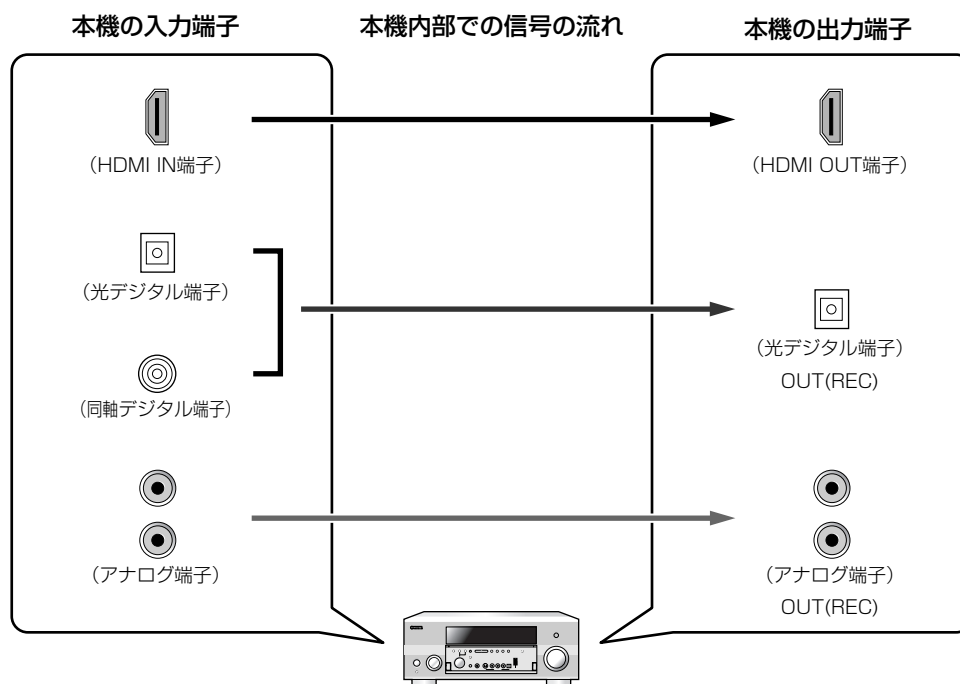 本機の入力端子
本機内部での信号の流れ
本機の出力端子
（HDMI IN端子）
（HDMI OUT端子）
（光デジタル端子）
（光デジタル端子）
OUT(REC)
（同軸デジタル端子）
（アナログ端子）
（アナログ端子）
OUT(REC)